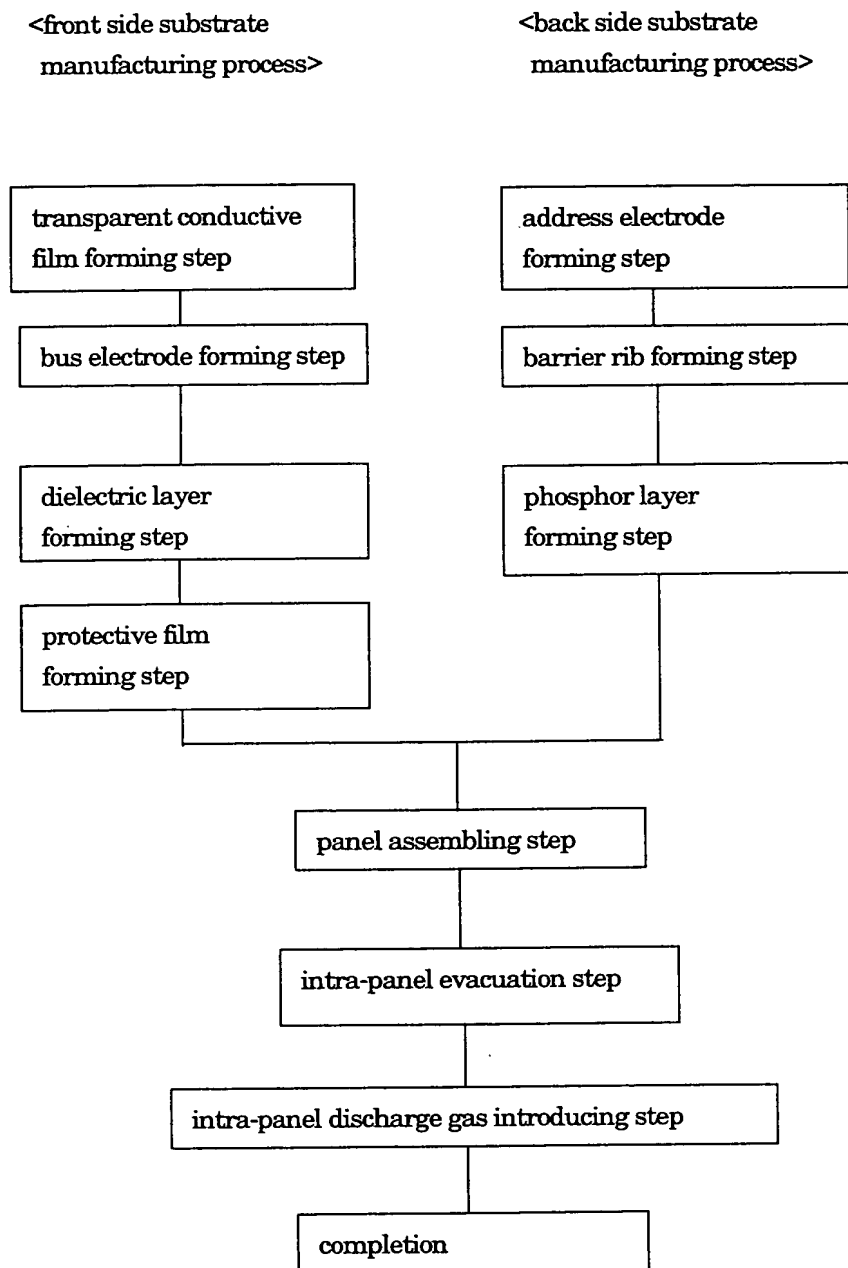 <front side substrate
manufacturing process>
<back side substrate
manufacturing process>
transparent conductive
film forming step
address electrode
forming step
bus electrode forming step
barrier rib forming step
dielectric layer
forming step
phosphor layer
forming step
protective film
forming step
panel assembling step
intra-panel evacuation step
intra-panel discharge gas introducing step
completion